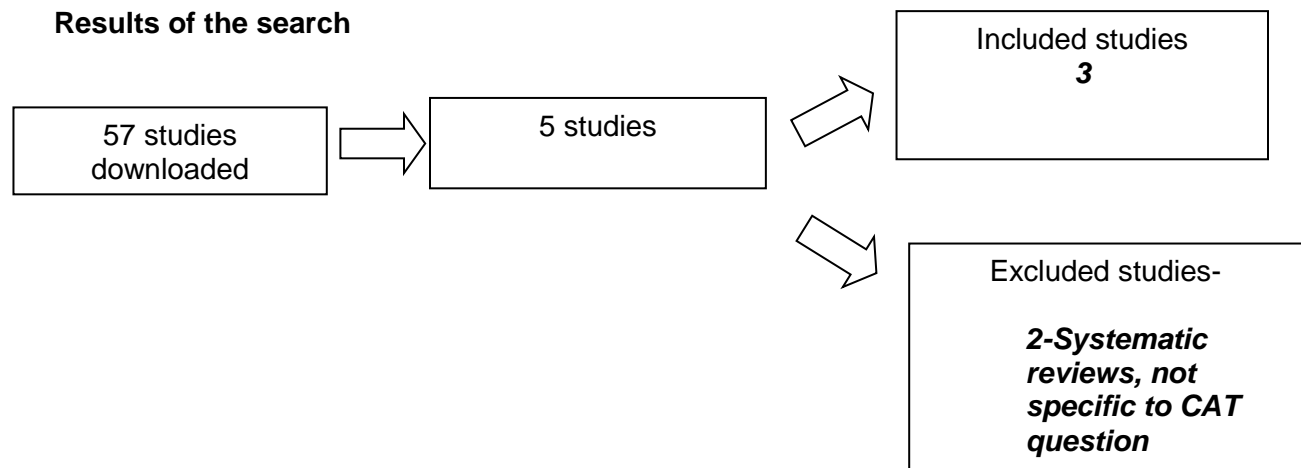 Results of the search
57 studies
downloaded
5 studies
Included studies
3
Excluded studies-
2-Systematic
reviews, not
specific to CAT
question